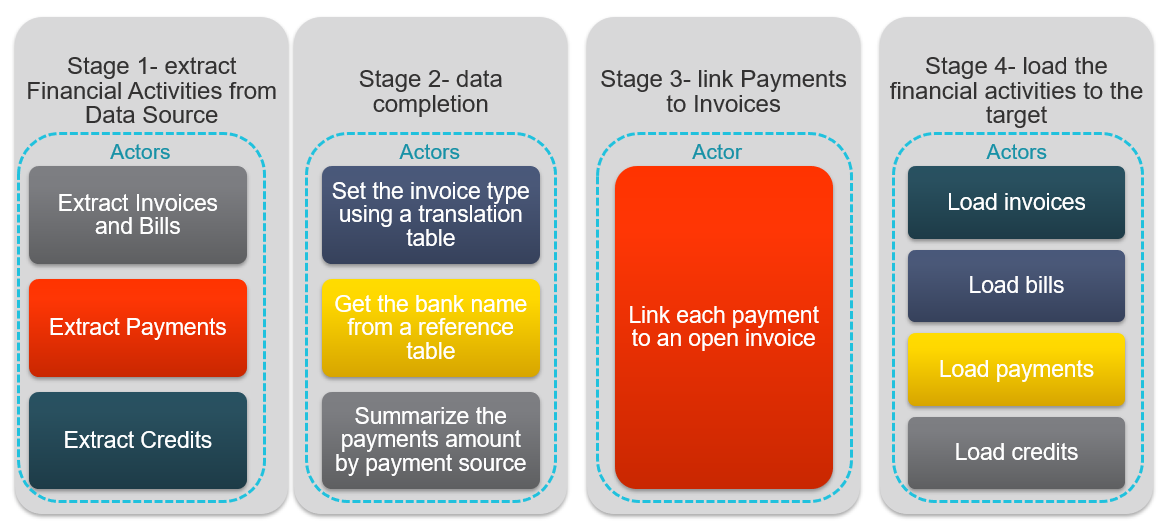 Stage 1- extract
Financial Activities from
Data Source
Actors
Extract Invoices
and Bills
Extract Payments
Extract Credits
Stage 2- data
completion
Actors
Set the invoice type
using a translation
table
Get the bank name
from a reference
table
Summarize the
payments amount
by payment source
Stage 3- link Payments
to Invoices
Actor
Link each payment
to an open invoice
Stage 4- load the
financial activities to the
target
Actors
Load invoices
Load bills
Load payments
Load credits